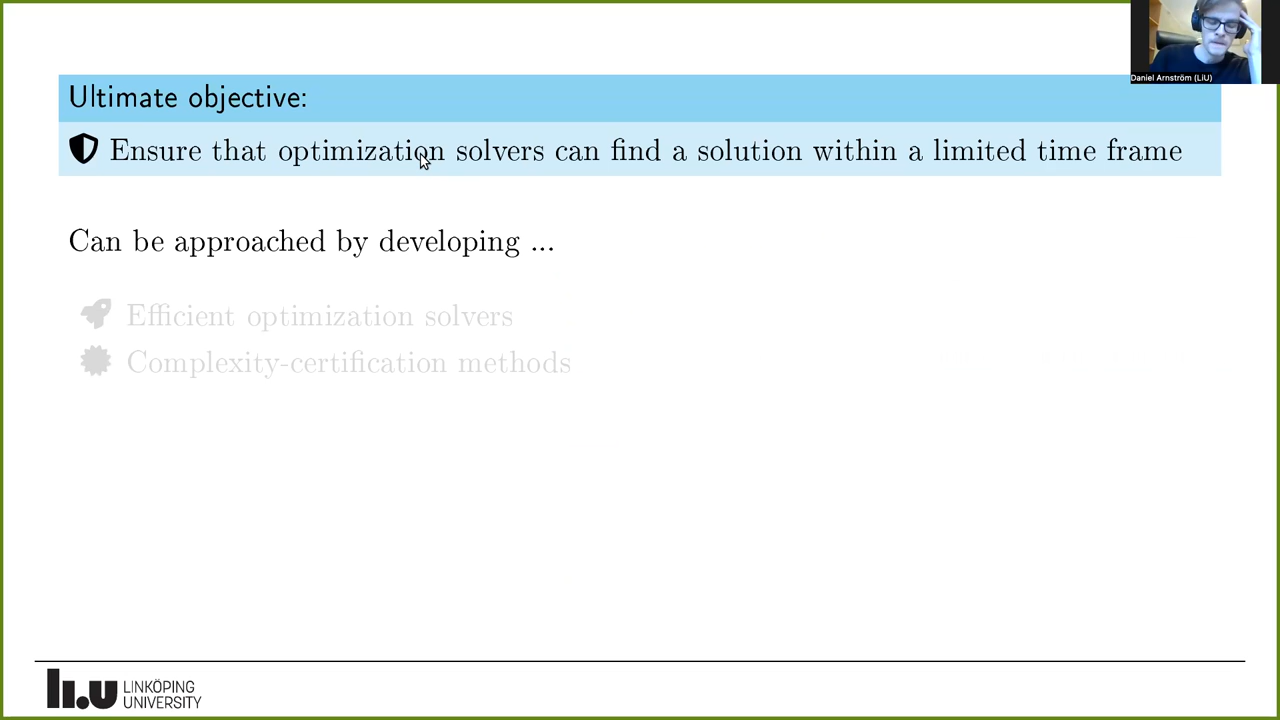 Daniel Arnström (LiU)
Ultimate objective:
Ensure that optimization solvers can find a solution within a limited time frame
Can be approached by developing ...
Efficient optimization solvers
Complexity-certification methods
li.u LINKÖPING
UNIVERSITY